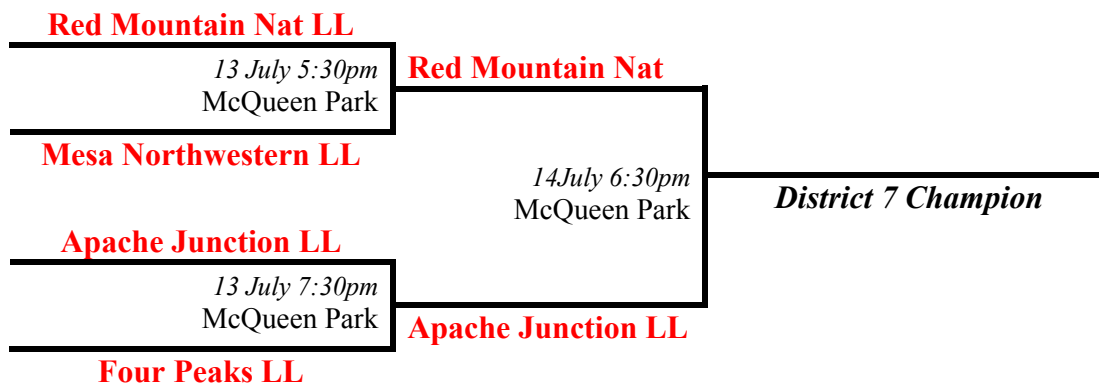 Red Mountain Nat LL
13 July 5:30pm
McQueen Park
Red Mountain Nat
Mesa Northwestern LL
14July 6:30pm
McQueen Park
District 7 Champion
Apache Junction LL
13 July 7:30pm
McQueen Park
Apache Junction LL
Four Peaks LL